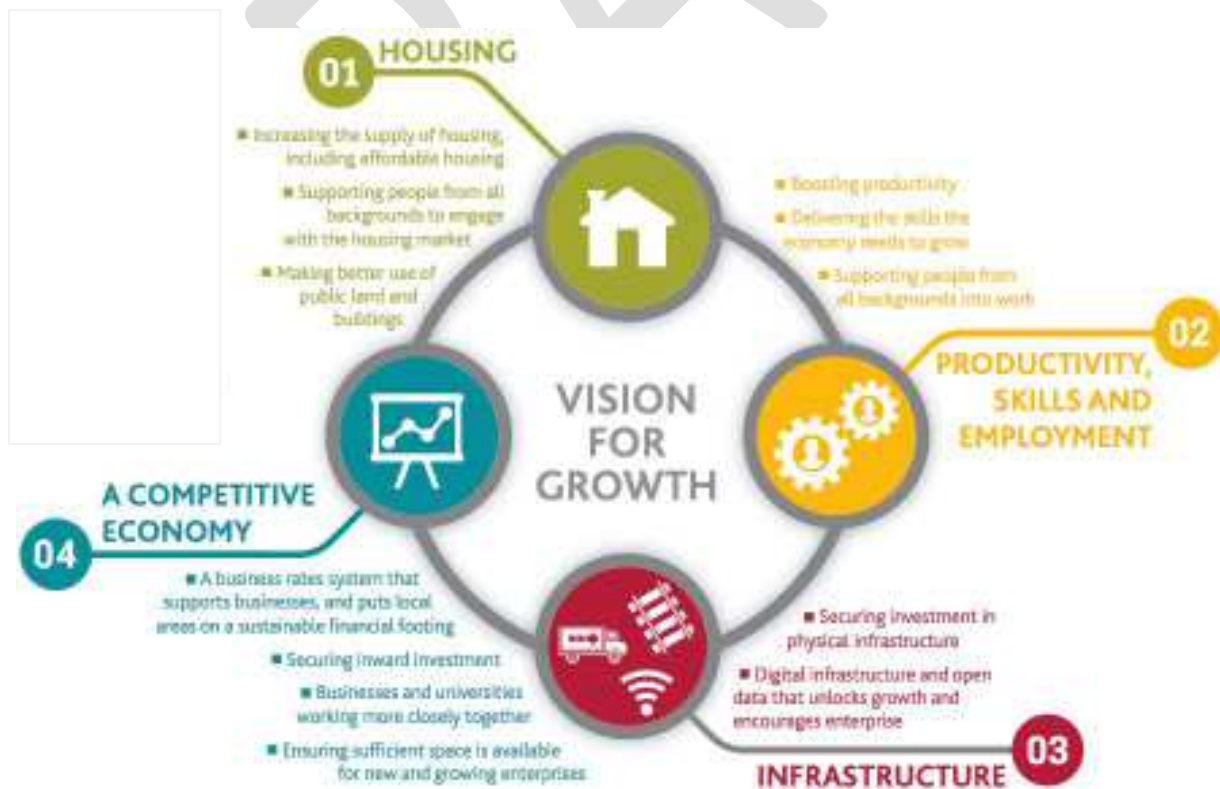 01
HOUSING
■ Increasing the supply of housing,
including affordable housing
■ Supporting people from all
backgrounds to engage
with the housing market
■ Making better use of
public land and
buildings
■ Boosting productivity
■ Delivering the skills the
economy needs to grow
■ Supporting people from
all backgrounds into work
02
PRODUCTIVITY,
SKILLS AND
EMPLOYMENT
VISION
FOR
GROWTH
A COMPETITIVE
ECONOMY
04
■ A business rates system that
supports businesses, and puts local
areas on a sustainable financial footing
■ Securing inward investment
■ Businesses and universities
working more closely together
■ Ensuring sufficient space is available
for new and growing enterprises
■ Securing investment in
physical infrastructure
■ Digital infrastructure and open
data that unlocks growth and
encourages enterprise
03
INFRASTRUCTURE